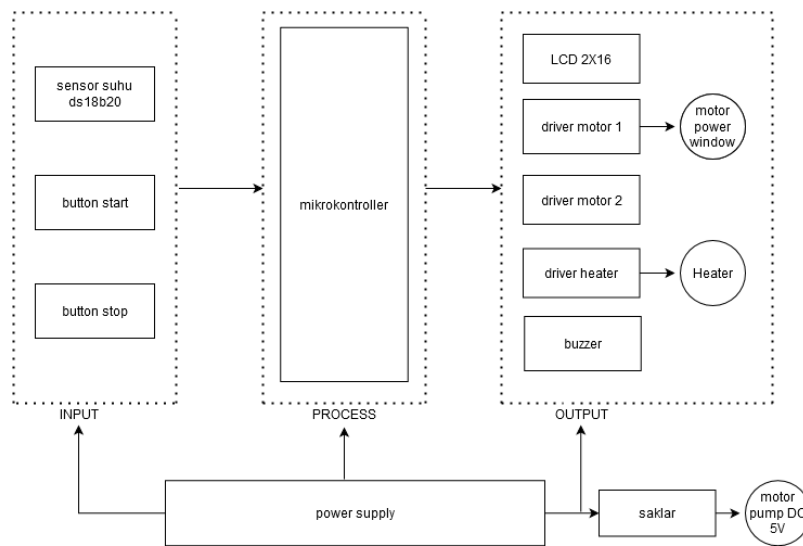 sensor suhu
ds18b20
button start
button stop
INPUT
mikrokontroller
PROCESS
LCD 2X16
driver motor 1
motor
power
window
driver motor 2
driver heater
Heater
buzzer
OUTPUT
power supply
saklar
motor
pump DC
5V